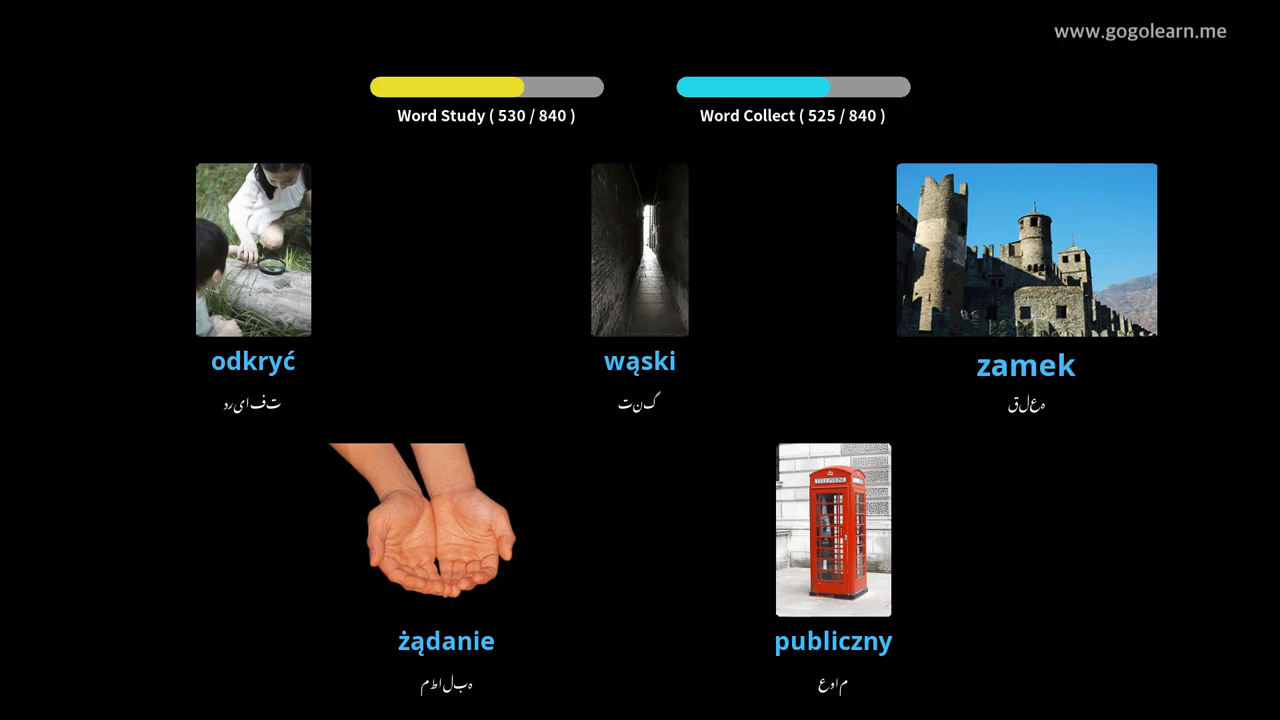 www.gogolearn.me
Word Study ( 530 / 840 )
Word Collect ( 525 / 840 )
odkryć
wąski
zamek
دریافت
تنگ
قلعہ
TELEPHONE
żądanie
publiczny
مطالبہ
عوام